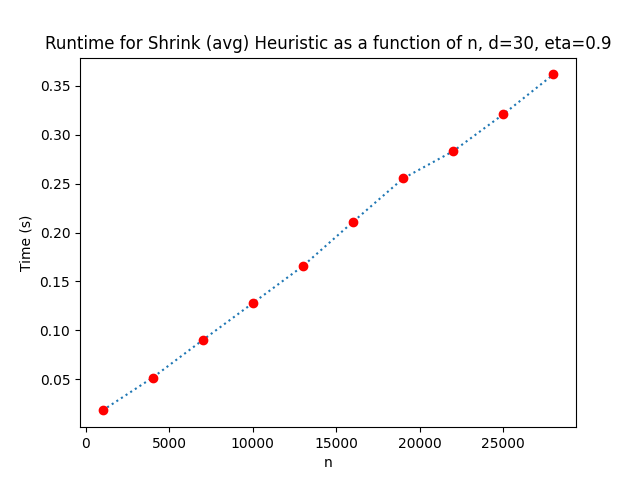 Runtime for Shrink (avg) Heuristic as a function of n, d=30, eta=0.9
0.35
0.30
0.25
0.20
0.15
0.10
0.05
Time (s)
0 5000 10000 15000 20000 25000
n